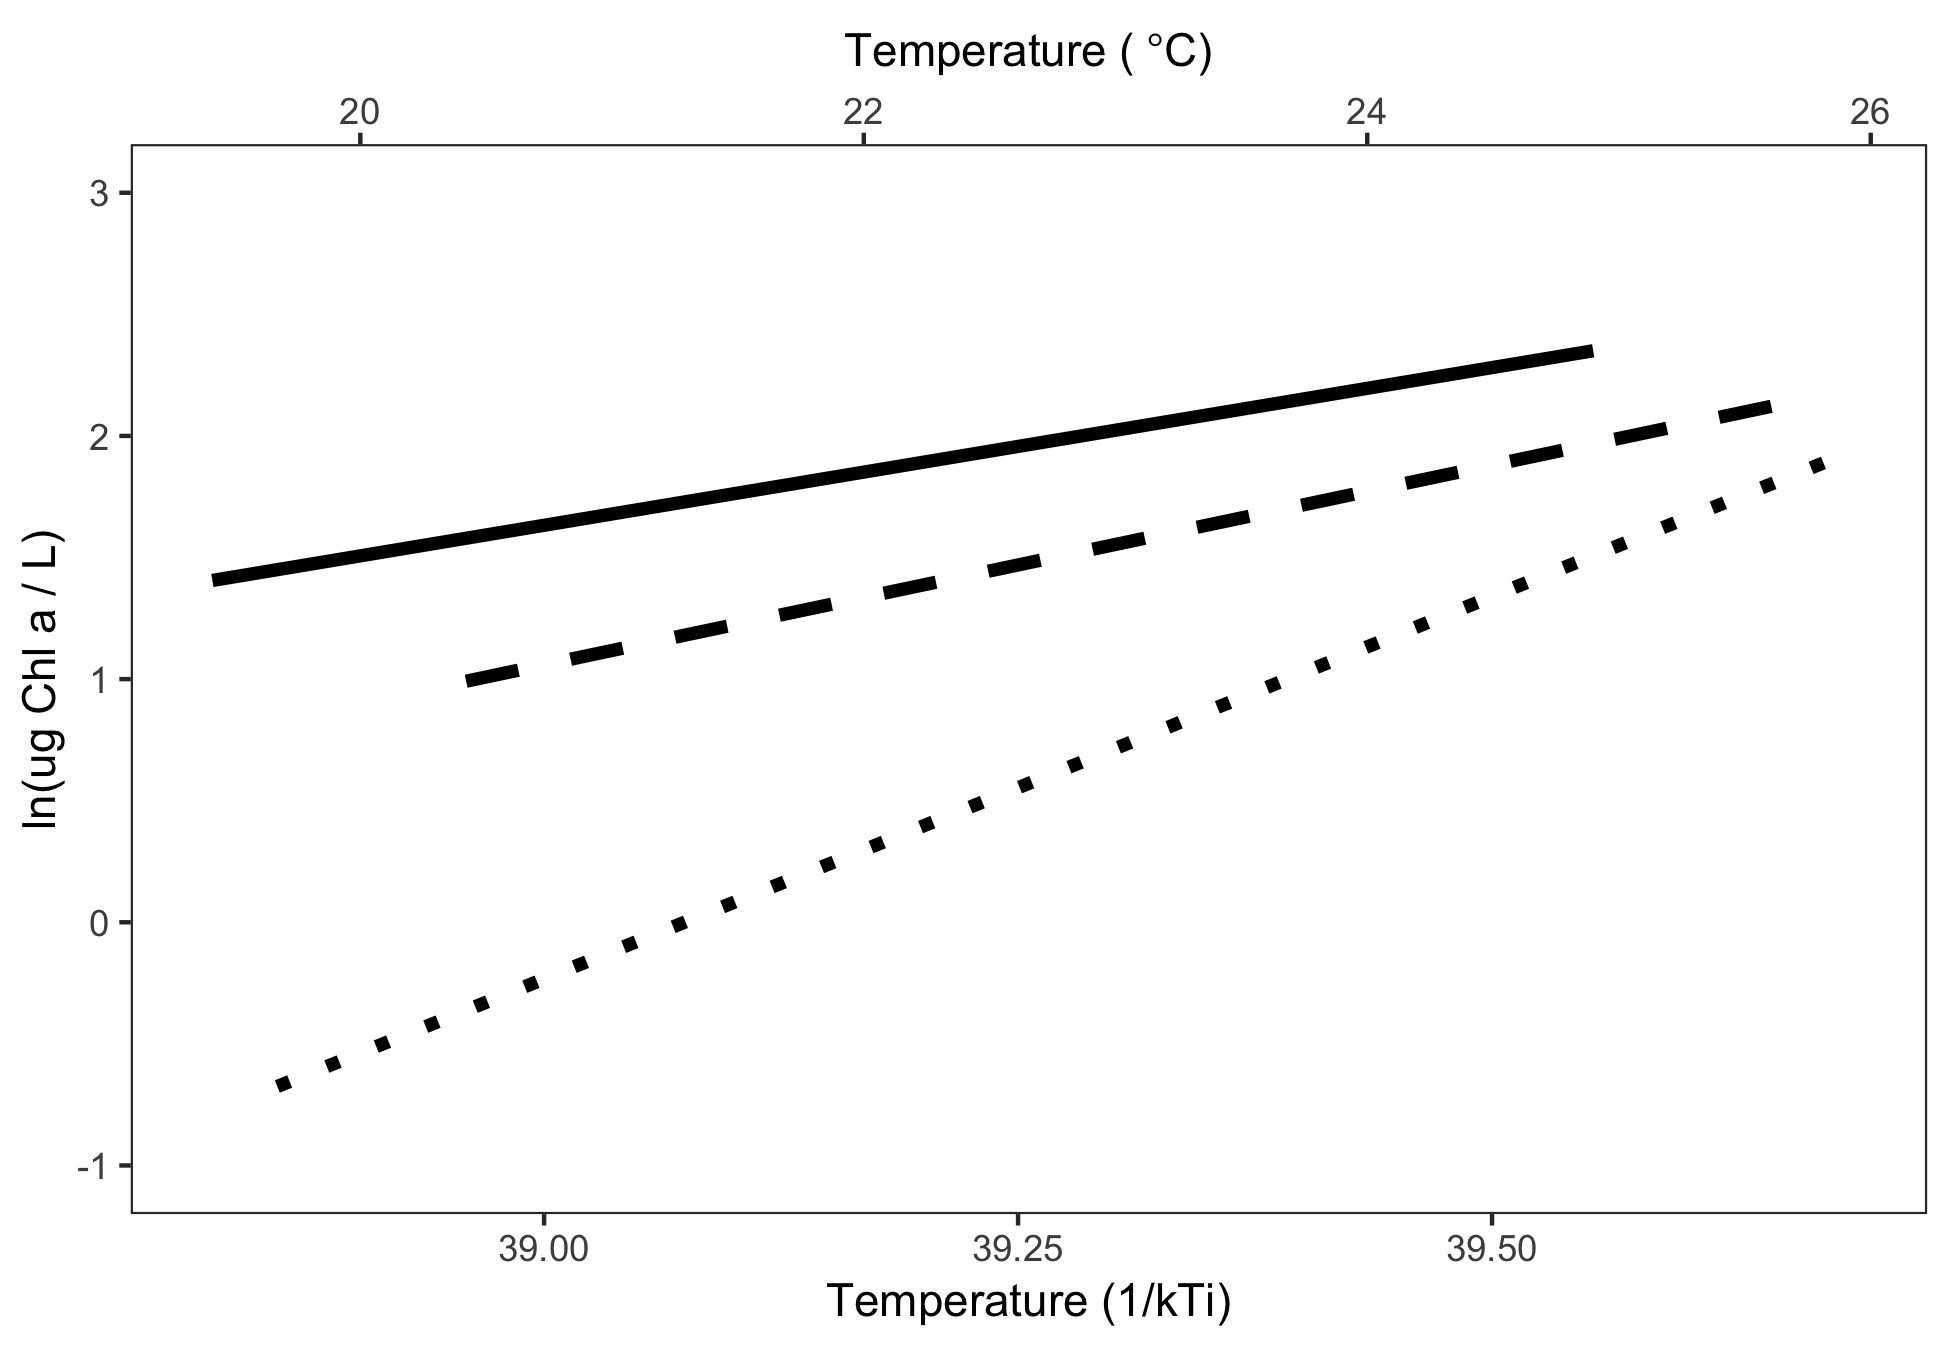 Temperature ( °C)
20 22 24 26
3
2
1
0
-1
ln(ug Chl a / L)
39.00 39.25 39.50
Temperature (1/kTi)